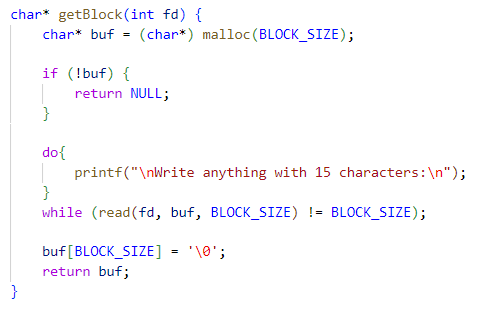 char* getBlock(int fd) {
    char* buf = (char*) malloc(BLOCK_SIZE);

    if (!buf) {
        return NULL;
    }

    do{
        printf("\nWrite anything with 15 characters:\n");
    }
    while (read(fd, buf, BLOCK_SIZE) != BLOCK_SIZE);

    buf[BLOCK_SIZE] = '\0';
    return buf;
}